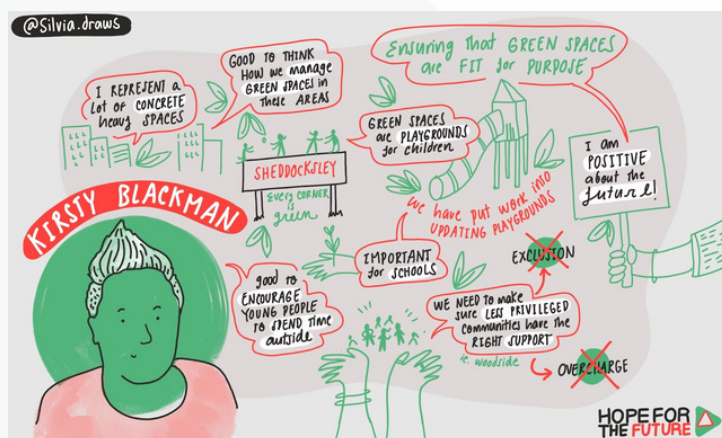 @Silvia.draws
I REPRESENT A
LOT OF CONCRETE
heavy SPACES
GOOD TO THINK
HOW WE manage
GREEN SPACES in
these AREAS
Ensuring that GREEN SPACES
are FIT for PURPOSE
GREEN SPACES
are PLAYGROUNDS
for children
SHEDDOCKSLEY
EVERY CORNER
is
green
I am
POSITIVE
about the
future!
We have put work into
UPDATING PLAYGROUNDS
KIRSTY BLACKMAN
good to
ENCOURAGE
YOUNG PEOPLE
TO SPEND TIME
outside
IMPORTANT
for SCHOOLS
WE NEED TO make
sure LESS PRIVILEGED
COMMUNITIES HAVE the
RIGHT SUPPORT
ie. woodside
EXCLUSION
OVERCHARGE
HOPE FOR
THE FUTURE